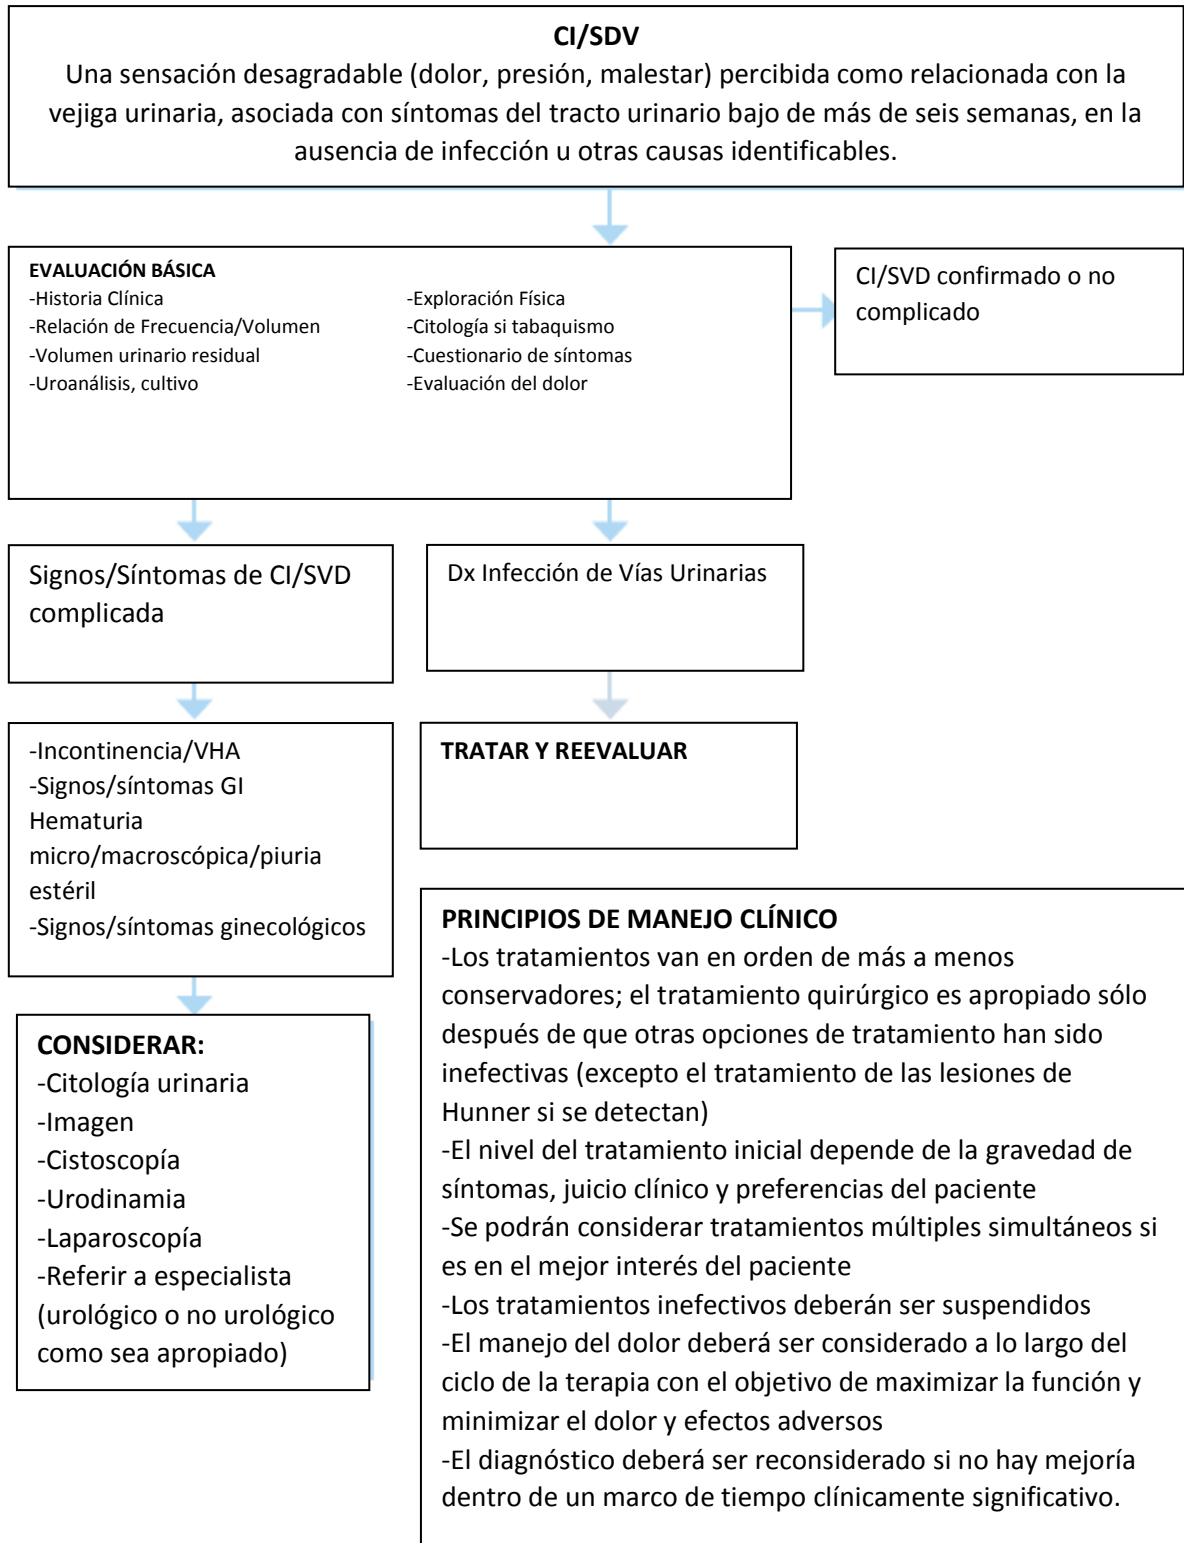 CI/SDV
Una sensación desagradable (dolor, presión, malestar) percibida como relacionada con la
vejiga urinaria, asociada con síntomas del tracto urinario bajo de más de seis semanas, en la
ausencia de infección u otras causas identificables.
EVALUACIÓN BÁSICA
-Historia Clínica
-Relación de Frecuencia/Volumen
-Volumen urinario residual
-Uroanálisis, cultivo
-Exploración Física
-Citología si tabaquismo
-Cuestionario de síntomas
-Evaluación del dolor
CI/SVD confirmado o no
complicado
Signos/Síntomas de CI/SVD
complicada
Dx Infección de Vías Urinarias
-Incontinencia/VHA
-Signos/síntomas GI
Hematuria
micro/macroscópica/piuria
estéril
-Signos/síntomas ginecológicos
TRATAR Y REEVALUAR
CONSIDERAR:
-Citología urinaria
-Imagen
-Cistoscopía
-Urodinamia
-Laparoscopía
-Referir a especialista
(urológico o no urológico
como sea apropiado)
PRINCIPIOS DE MANEJO CLÍNICO
-Los tratamientos van en orden de más a menos
conservadores; el tratamiento quirúrgico es apropiado sólo
después de que otras opciones de tratamiento han sido
inefectivas (excepto el tratamiento de las lesiones de
Hunner si se detectan)
-El nivel del tratamiento inicial depende de la gravedad de
síntomas, juicio clínico y preferencias del paciente
-Se podrán considerar tratamientos múltiples simultáneos si
es en el mejor interés del paciente
-Los tratamientos inefectivos deberán ser suspendidos
-El manejo del dolor deberá ser considerado a lo largo del
ciclo de la terapia con el objetivo de maximizar la función y
minimizar el dolor y efectos adversos
-El diagnóstico deberá ser reconsiderado si no hay mejoría
dentro de un marco de tiempo clínicamente significativo.